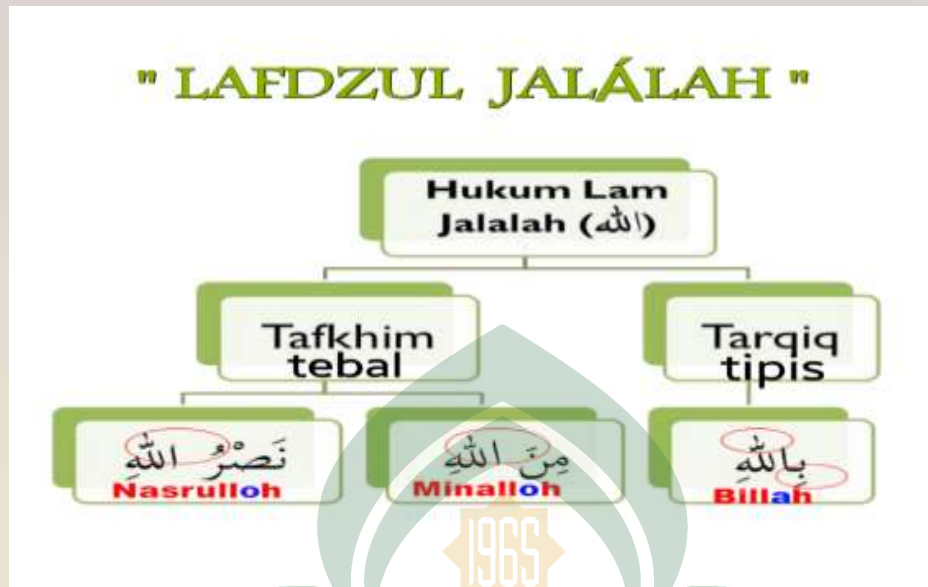 " LAFDZUL JALÁLAH "
Hukum Lam
Jalalah (الله)
Tafkhim
tebal
Tarqiq
tipis
نَصْرُ اللهِ
Nasrulloh
مِنَ اللهِ
Minalloh
بِاللهِ
Billah
1965